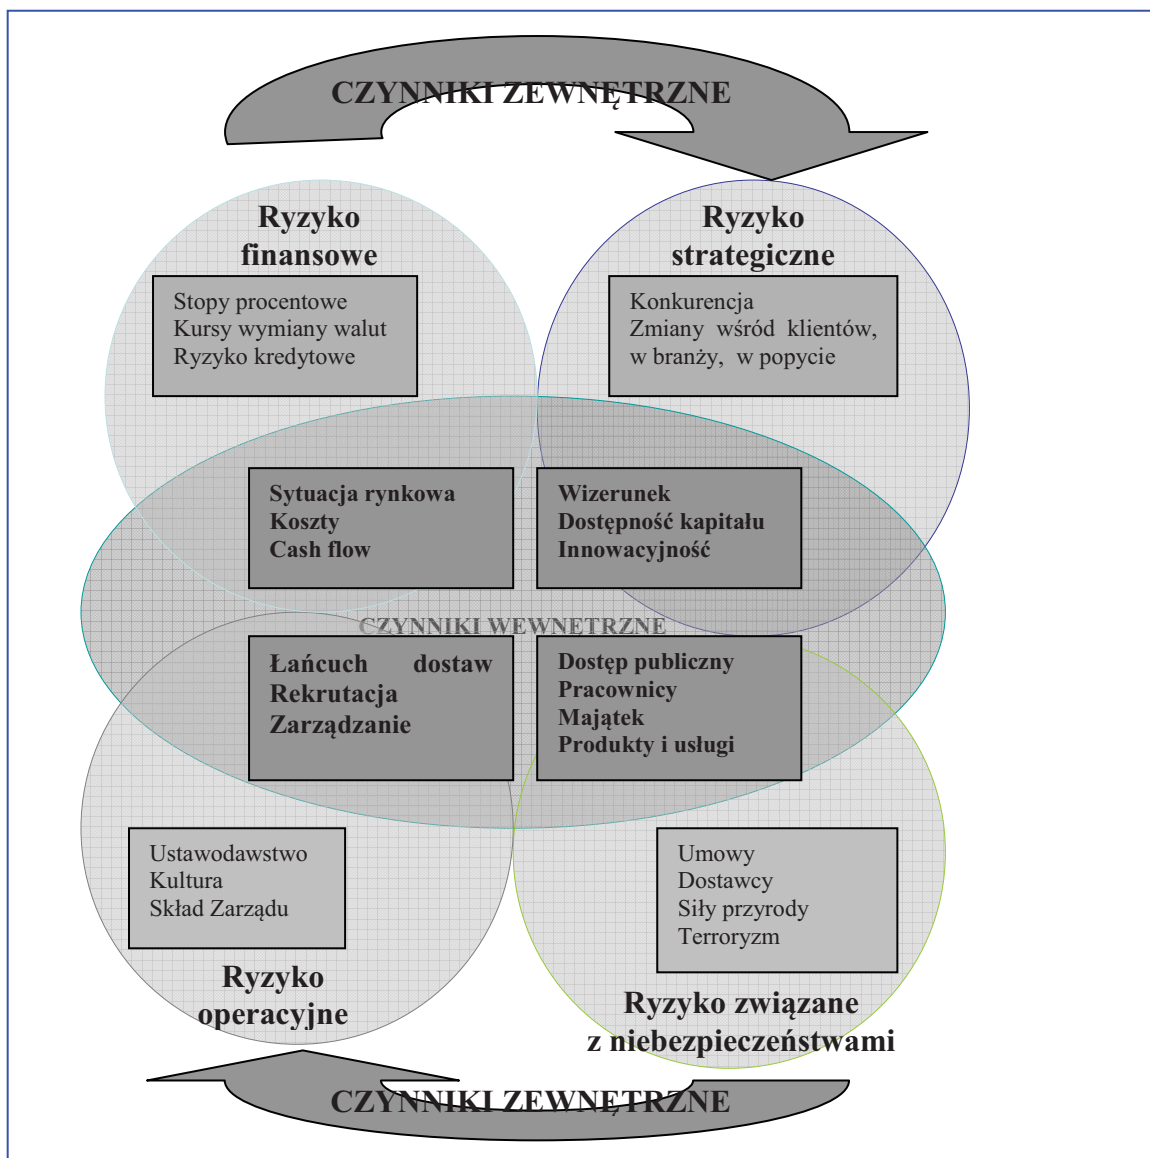 CZYNNIKI ZEWNĘTRZNE
Ryzyko
finansowe
Stopy procentowe
Kursy wymiany walut
Ryzyko kredytowe
Ryzyko
strategiczne
Konkurencja
Zmiany wśród klientów,
w branży, w popycie
Sytuacja rynkowa
Koszty
Cash flow
Wizerunek
Dostępność kapitału
Innowacyjność
CZYNNIKI WEWNETRZNE
Łańcuch dostaw
Rekrutacja
Zarządzanie
Dostęp publiczny
Pracownicy
Majątek
Produkty i usługi
Ustawodawstwo
Kultura
Skład Zarządu
Ryzyko
operacyjne
Umowy
Dostawcy
Siły przyrody
Terroryzm
Ryzyko związane
z niebezpieczeństwami
CZYNNIKI ZEWNĘTRZNE